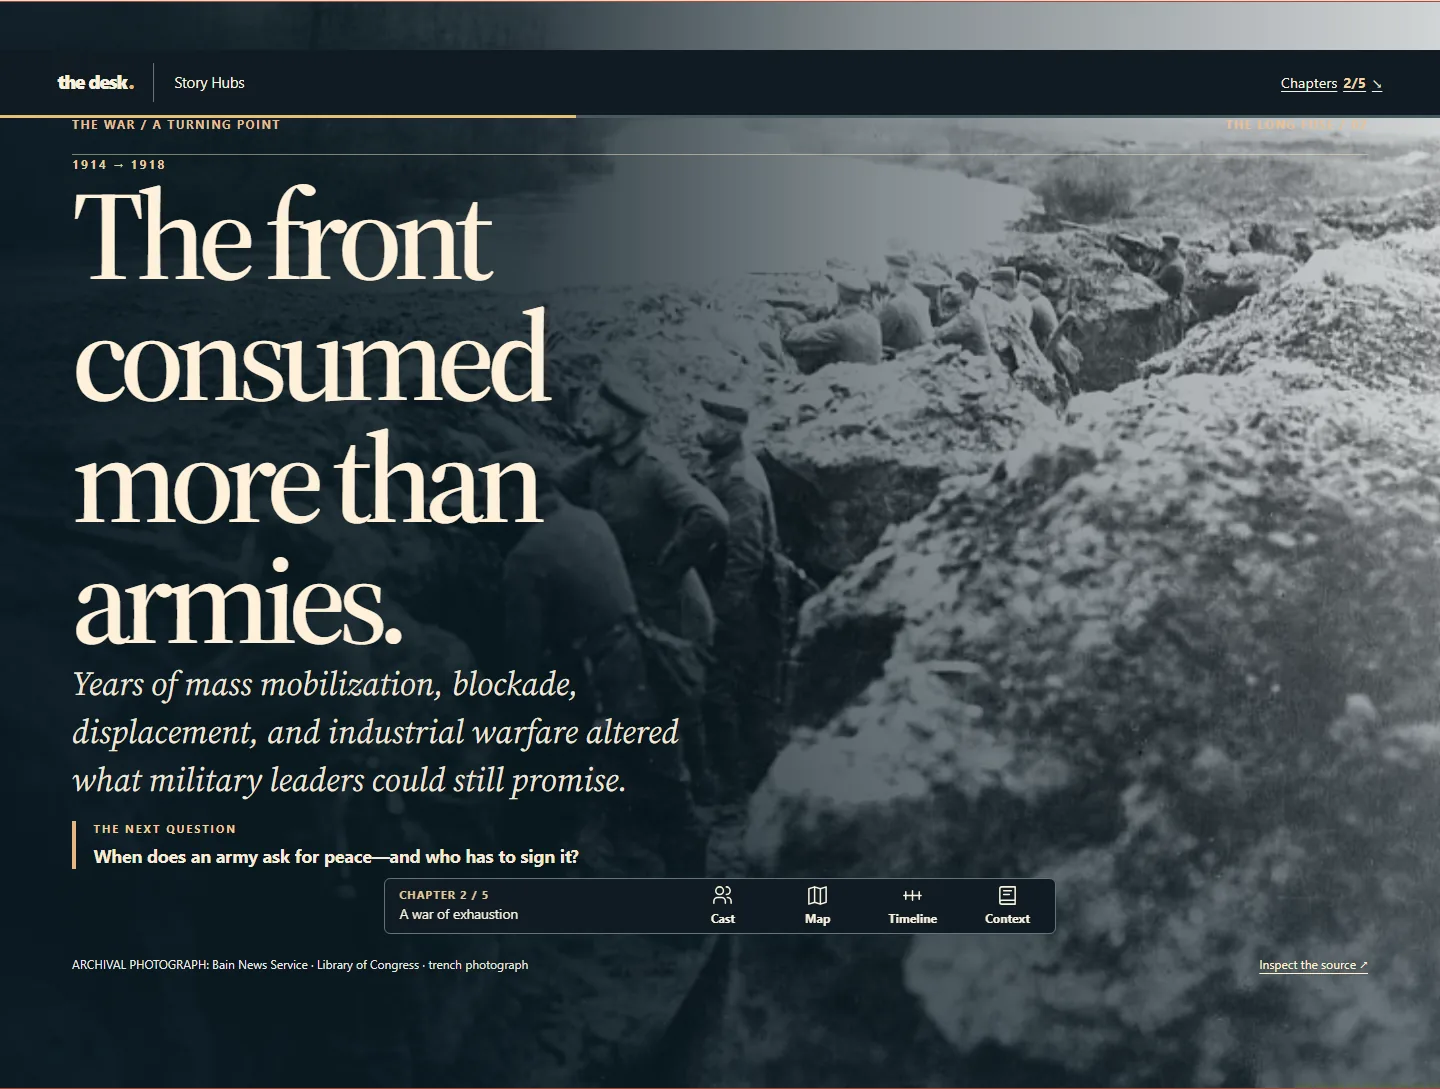 the desk.
Story Hubs
Chapters 2/5 ↘
THE WAR / A TURNING POINT
THE LONG
1914 → 1918
The front
consumed
more than
armies.
Years of mass mobilization, blockade,
displacement, and industrial warfare altered
what military leaders could still promise.
THE NEXT QUESTION
When does an army ask for peace—and who has to sign it?
CHAPTER 2 / 5
A war of exhaustion
Cast
Map
Timeline
Context
ARCHIVAL PHOTOGRAPH: Bain News Service · Library of Congress · trench photograph
Inspect the source ↗